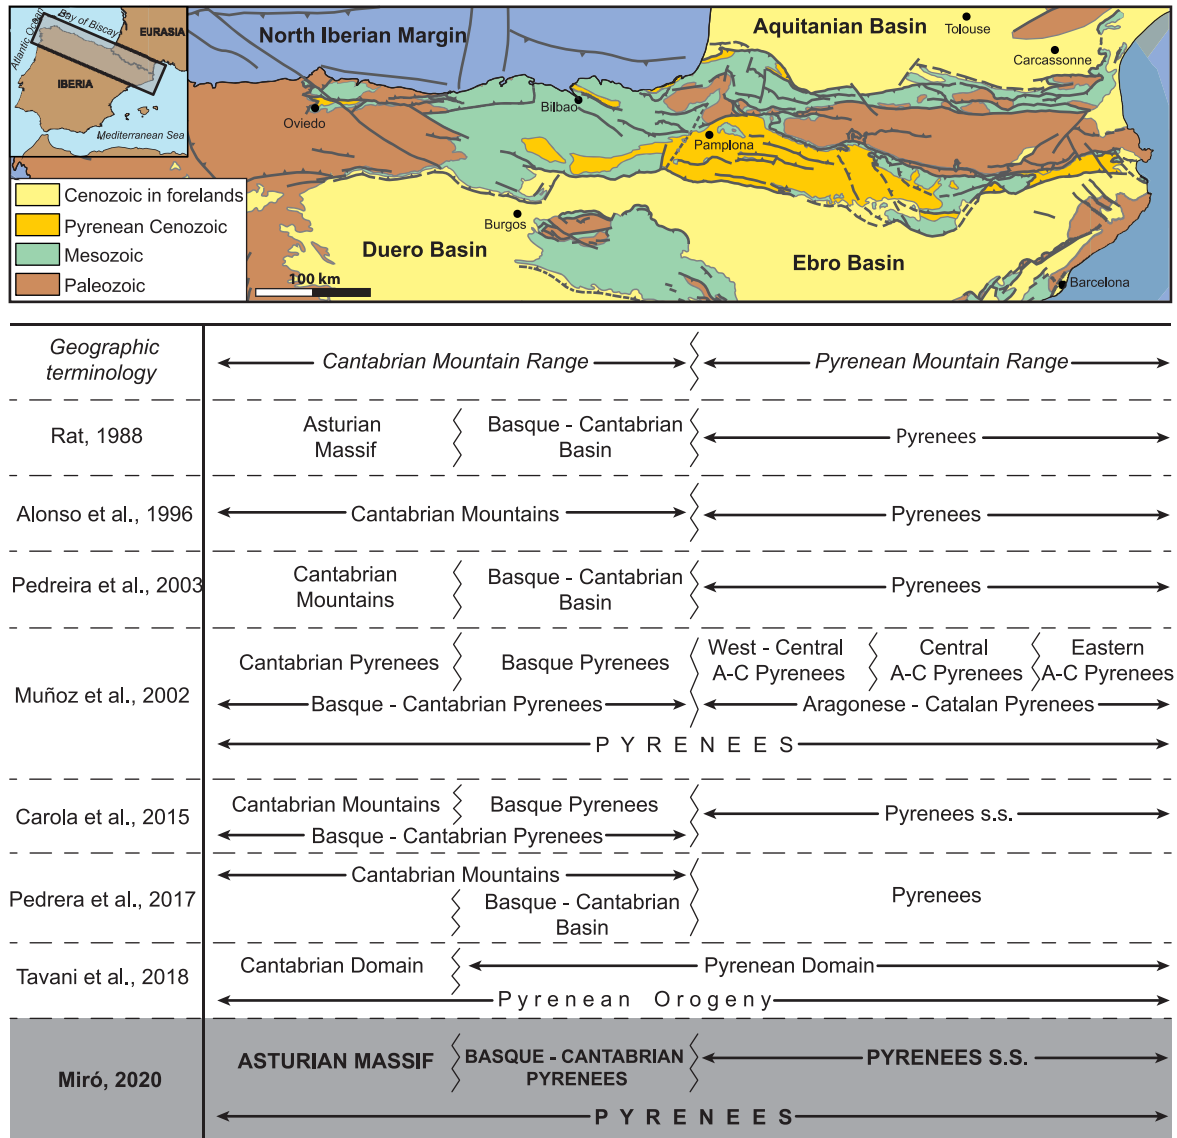 Atlantic Ocean
Bay of Biscay
EURASIA
IBERIA
Mediterranean Sea
North Iberian Margin
Aquitanian Basin
Tolouse
Carcassonne
Oviedo
Bilbao
Pamplona
Burgos
Duero Basin
Ebro Basin
Barcelona
100 km
Cenozoic in forelands
Pyrenean Cenozoic
Mesozoic
Paleozoic
Geographic
terminology
Cantabrian Mountain Range
Pyrenean Mountain Range
Rat, 1988
Asturian
Massif
Basque - Cantabrian
Basin
Pyrenees
Alonso et al., 1996
Cantabrian Mountains
Pyrenees
Pedreira et al., 2003
Cantabrian
Mountains
Basque - Cantabrian
Basin
Pyrenees
Muñoz et al., 2002
Cantabrian Pyrenees
Basque Pyrenees
West - Central
A-C Pyrenees
Central
A-C Pyrenees
Eastern
A-C Pyrenees
Basque - Cantabrian Pyrenees
Aragonese - Catalan Pyrenees
P Y R E N E E S
Carola et al., 2015
Cantabrian Mountains
Basque Pyrenees
Basque - Cantabrian Pyrenees
Pyrenees s.s.
Pedrera et al., 2017
Cantabrian Mountains
Basque - Cantabrian
Basin
Pyrenees
Tavani et al., 2018
Cantabrian Domain
Pyrenean Domain
Pyrenean Orogeny
Miró, 2020
ASTURIAN MASSIF
BASQUE - CANTABRIAN
PYRENEES
PYRENEES S.S.
P Y R E N E E S